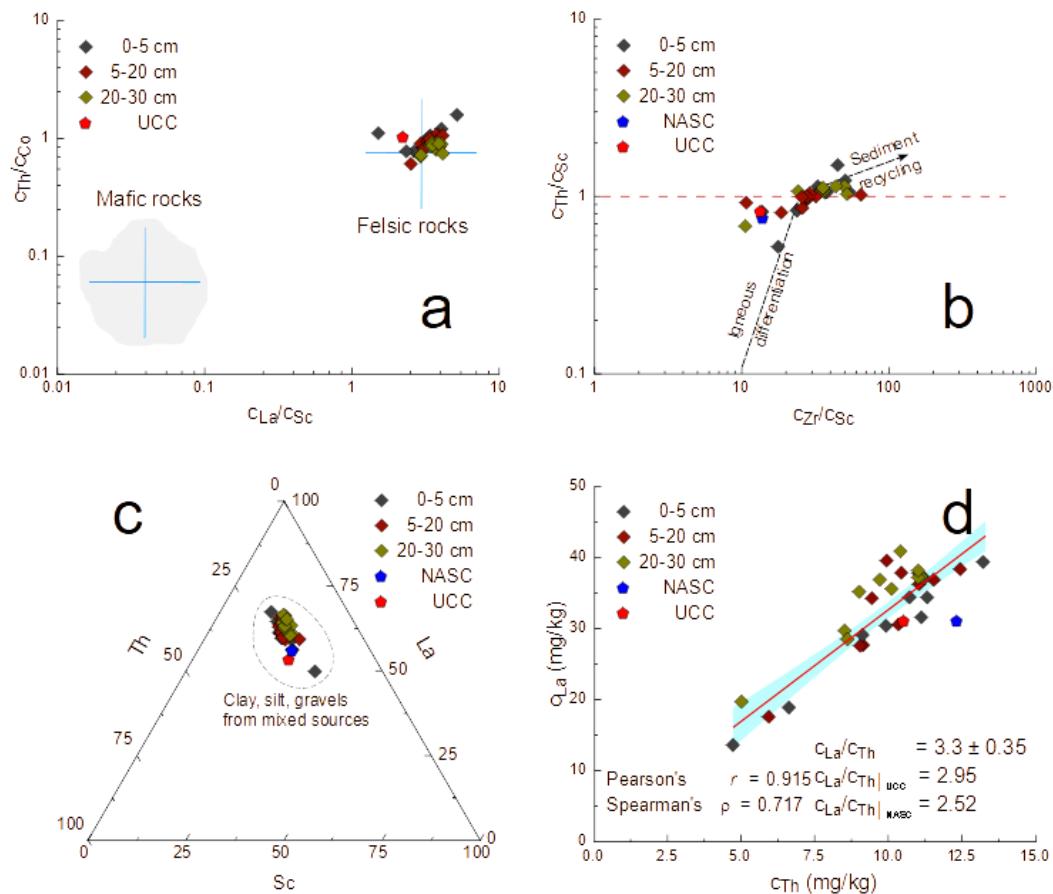 10
1
0.1
0.01
0.01
0.1
1
10
cTh/cCo
cLa/cSc
0-5 cm
5-20 cm
20-30 cm
UCC
Mafic rocks
Felsic rocks
a
10
1
0.1
1
10
100
1000
cTh/cSc
cZr/cSc
0-5 cm
5-20 cm
20-30 cm
NASC
UCC
Sediment
recycling
Igneous
differentiation
b
c
0
100
25
75
50
50
75
25
100
0
0
25
50
75
100
Th
La
Sc
0-5 cm
5-20 cm
20-30 cm
NASC
UCC
Clay, silt, gravels
from mixed sources
d
50
40
30
20
10
0
0.0
2.5
5.0
7.5
10.0
12.5
15.0
cLa (mg/kg)
cTh (mg/kg)
0-5 cm
5-20 cm
20-30 cm
NASC
UCC
cLa/cTh = 3.3 ± 0.35
Pearson's r = 0.915 cLa/cTh| UCC = 2.95
Spearman's ρ = 0.717 cLa/cTh| NASC = 2.52